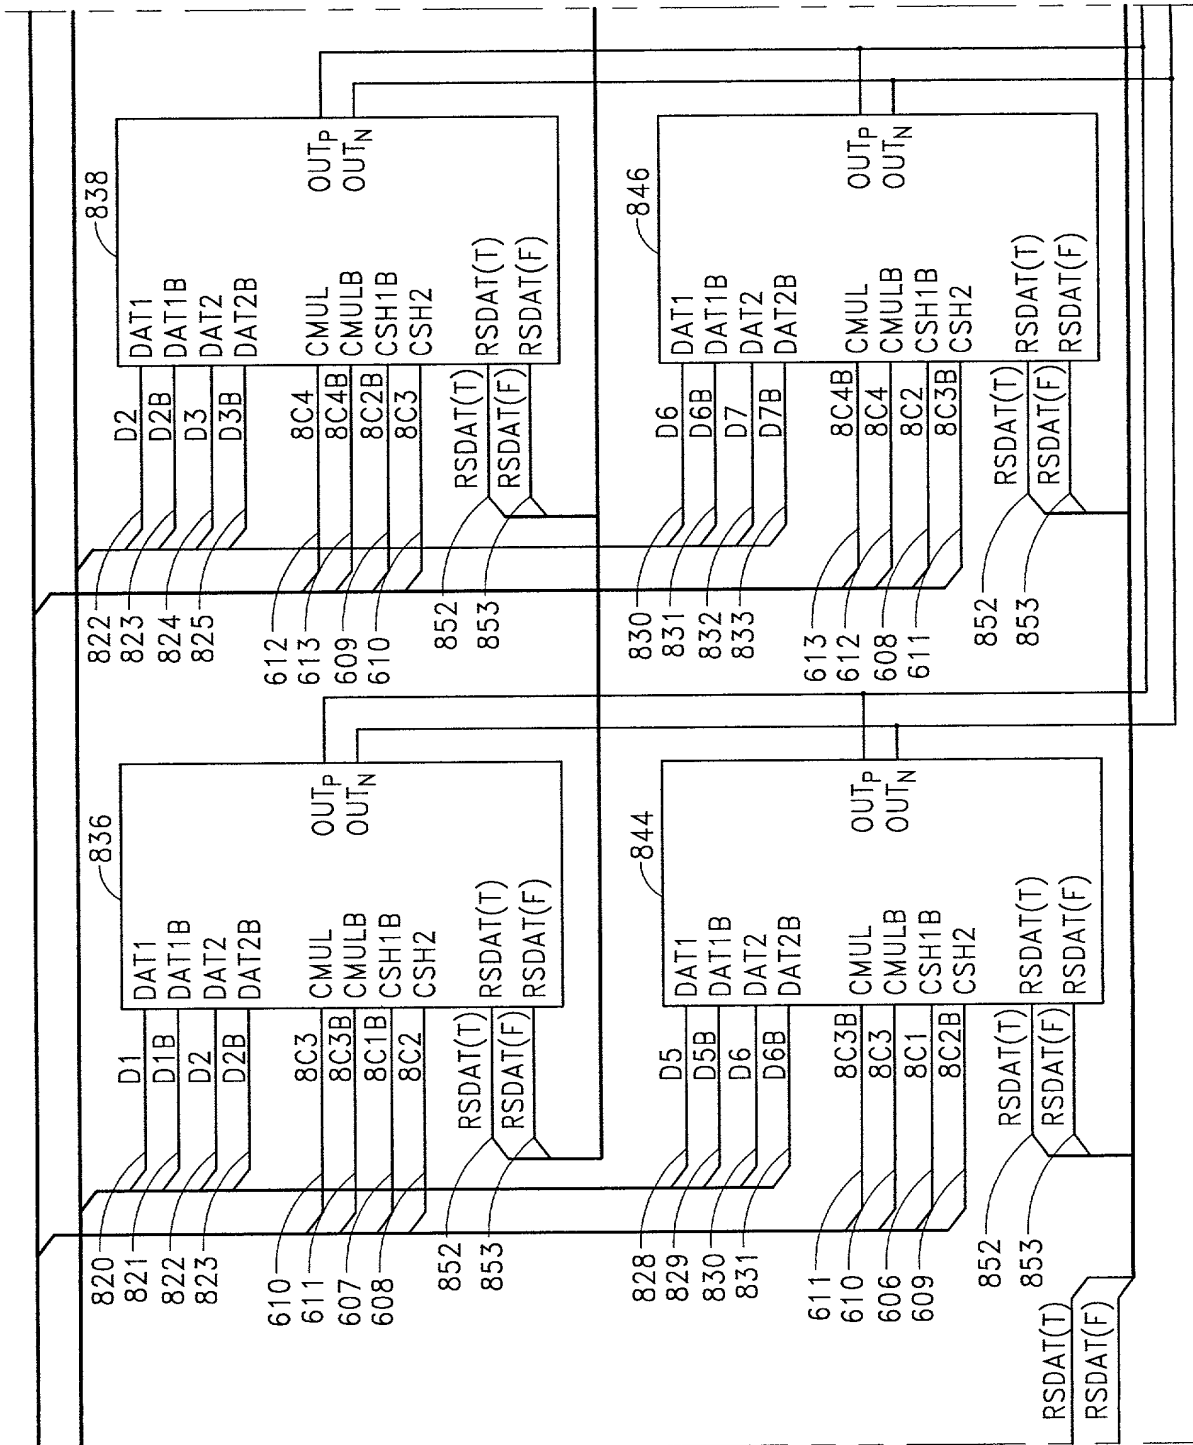 838
OUTP
OUTN
DAT1
DAT1B
DAT2
DAT2B
CMUL
CMULB
CSH1B
CSH2
RSDAT(T)
RSDAT(F)
D2
D2B
D3
D3B
8C4
8C4B
8C2B
8C3
RSDAT(T)
RSDAT(F)
822
823
824
825
612
613
609
610
852
853
846
OUTP
OUTN
DAT1
DAT1B
DAT2
DAT2B
CMUL
CMULB
CSH1B
CSH2
RSDAT(T)
RSDAT(F)
D6
D6B
D7
D7B
8C4B
8C4
8C2
8C3B
RSDAT(T)
RSDAT(F)
830
831
832
833
613
612
608
611
852
853
836
OUTP
OUTN
DAT1
DAT1B
DAT2
DAT2B
CMUL
CMULB
CSH1B
CSH2
RSDAT(T)
RSDAT(F)
D1
D1B
D2
D2B
8C3
8C3B
8C1B
8C2
RSDAT(T)
RSDAT(F)
820
821
822
823
610
611
607
608
852
853
844
OUTP
OUTN
DAT1
DAT1B
DAT2
DAT2B
CMUL
CMULB
CSH1B
CSH2
RSDAT(T)
RSDAT(F)
D5
D5B
D6
D6B
8C3B
8C3
8C1
8C2B
RSDAT(T)
RSDAT(F)
828
829
830
831
611
610
606
609
852
853
RSDAT(T)
RSDAT(F)